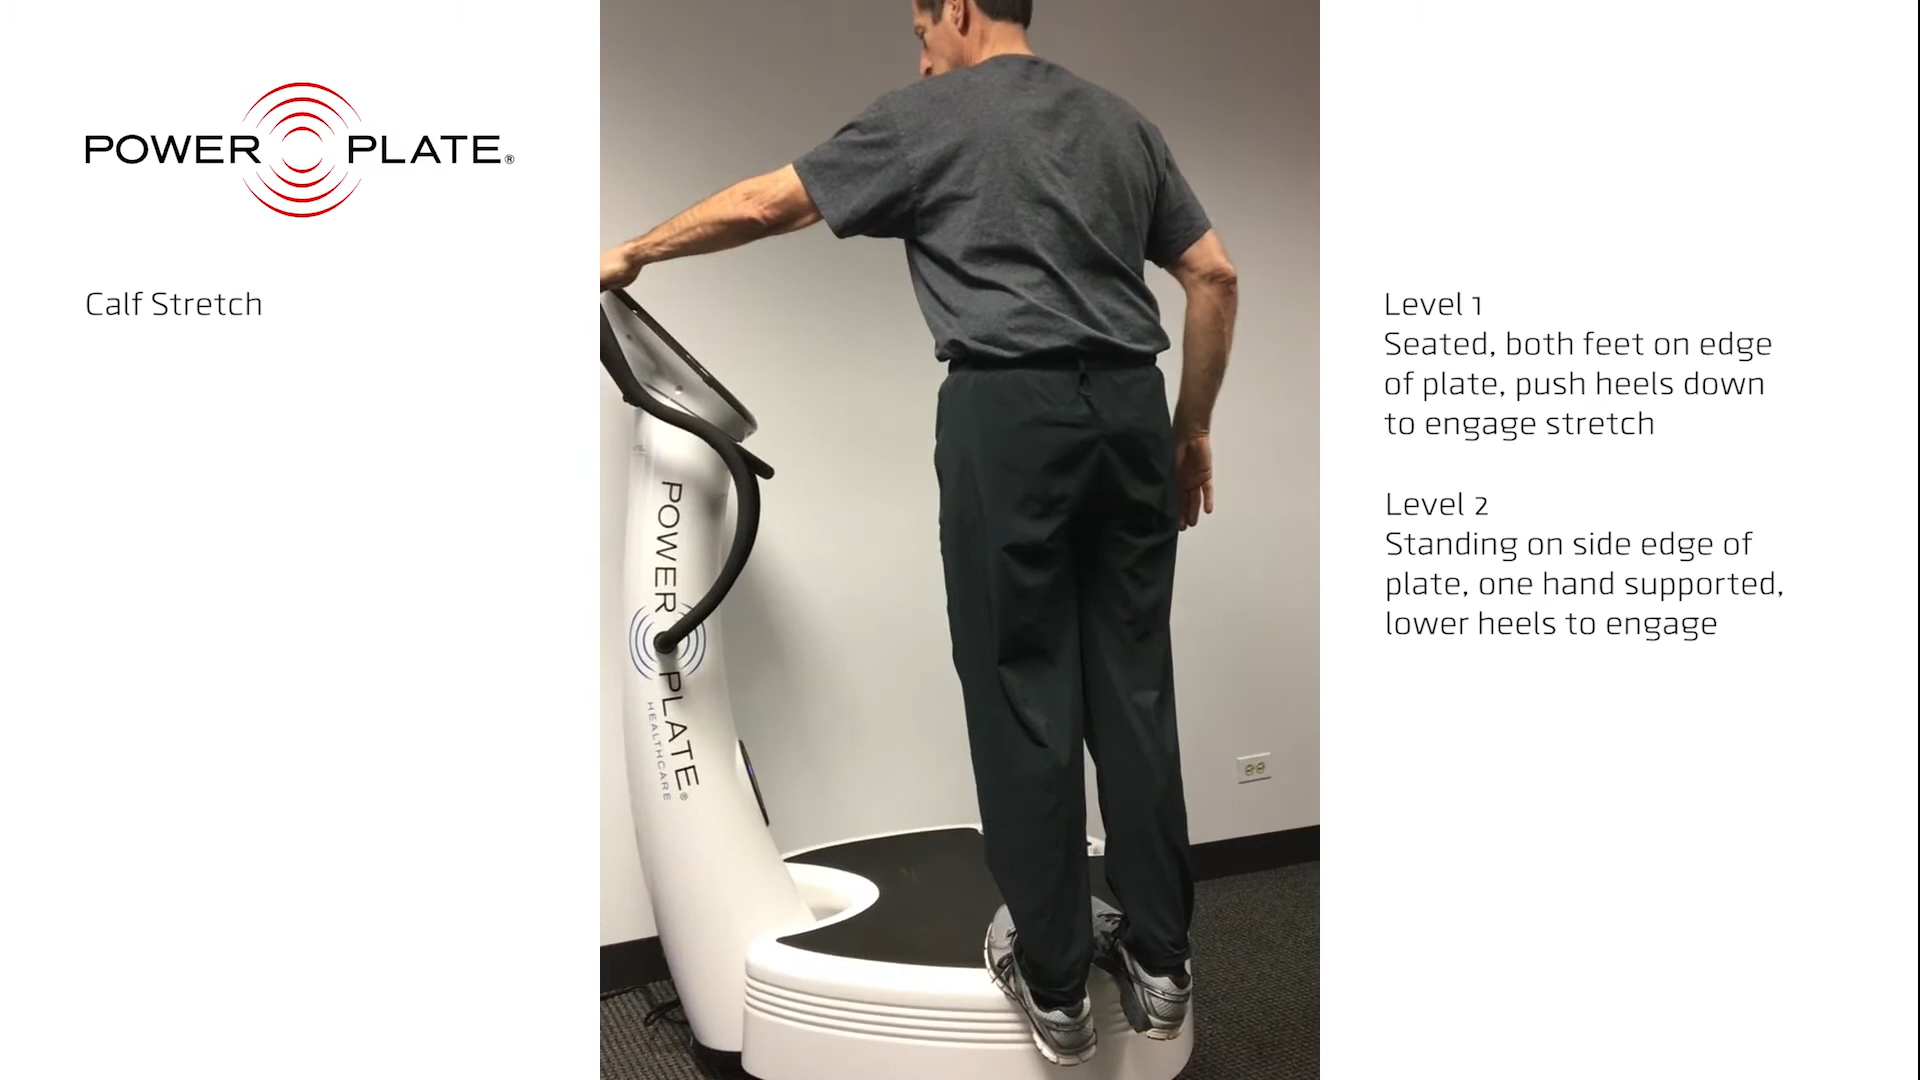 POWER PLATE®
Calf Stretch
POWER PLATE®
HEALTHCARE
Level 1
Seated, both feet on edge
of plate, push heels down
to engage stretch
Level 2
Standing on side edge of
plate, one hand supported,
lower heels to engage